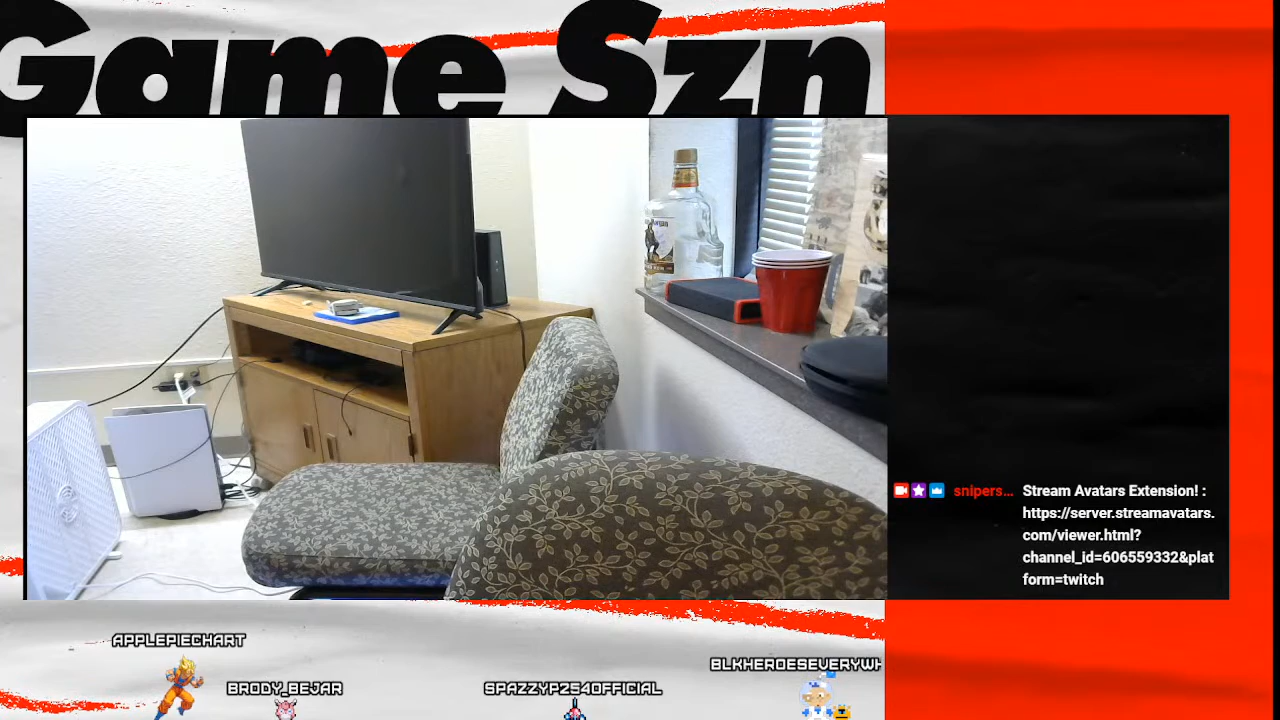 Game Szn
snipers... Stream Avatars Extension! :
https://server.streamavatars.
com/viewer.html?
channel_id=606559332&plat
form=twitch
APPLEPIECHART
BLKHEROESEVERYWH
BRODY_BEJAR
SPAZZYP2540FFICIAL